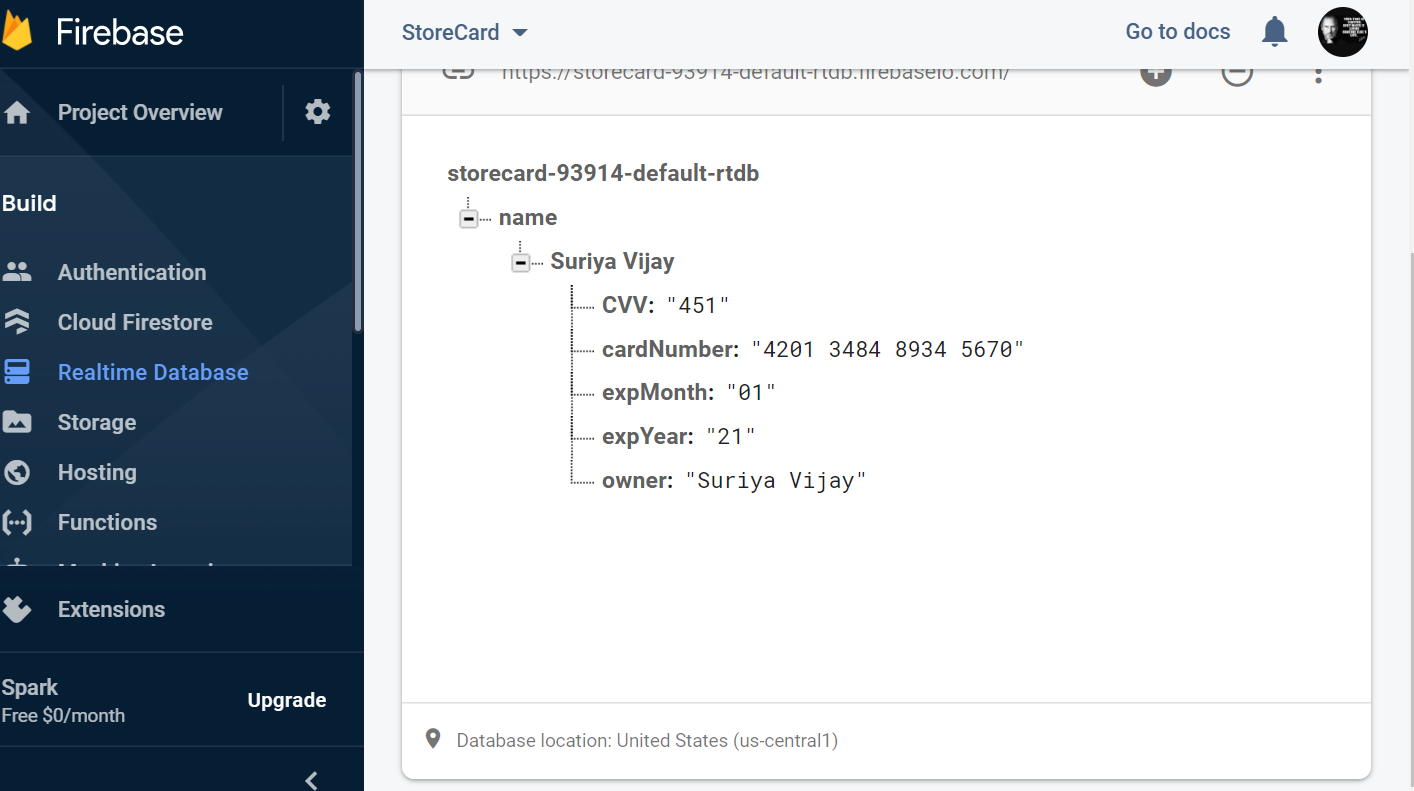 Firebase
StoreCard
Go to docs
https://storecard-93914-default-rtdb.firebaseio.com/
Project Overview
Build
Authentication
Cloud Firestore
Realtime Database
Storage
Hosting
Functions
Extensions
Spark
Free $0/month
Upgrade
storecard-93914-default-rtdb
name
Suriya Vijay
CVV: "451"
cardNumber: "4201 3484 8934 5670"
expMonth: "01"
expYear: "21"
owner: "Suriya Vijay"
Database location: United States (us-central1)